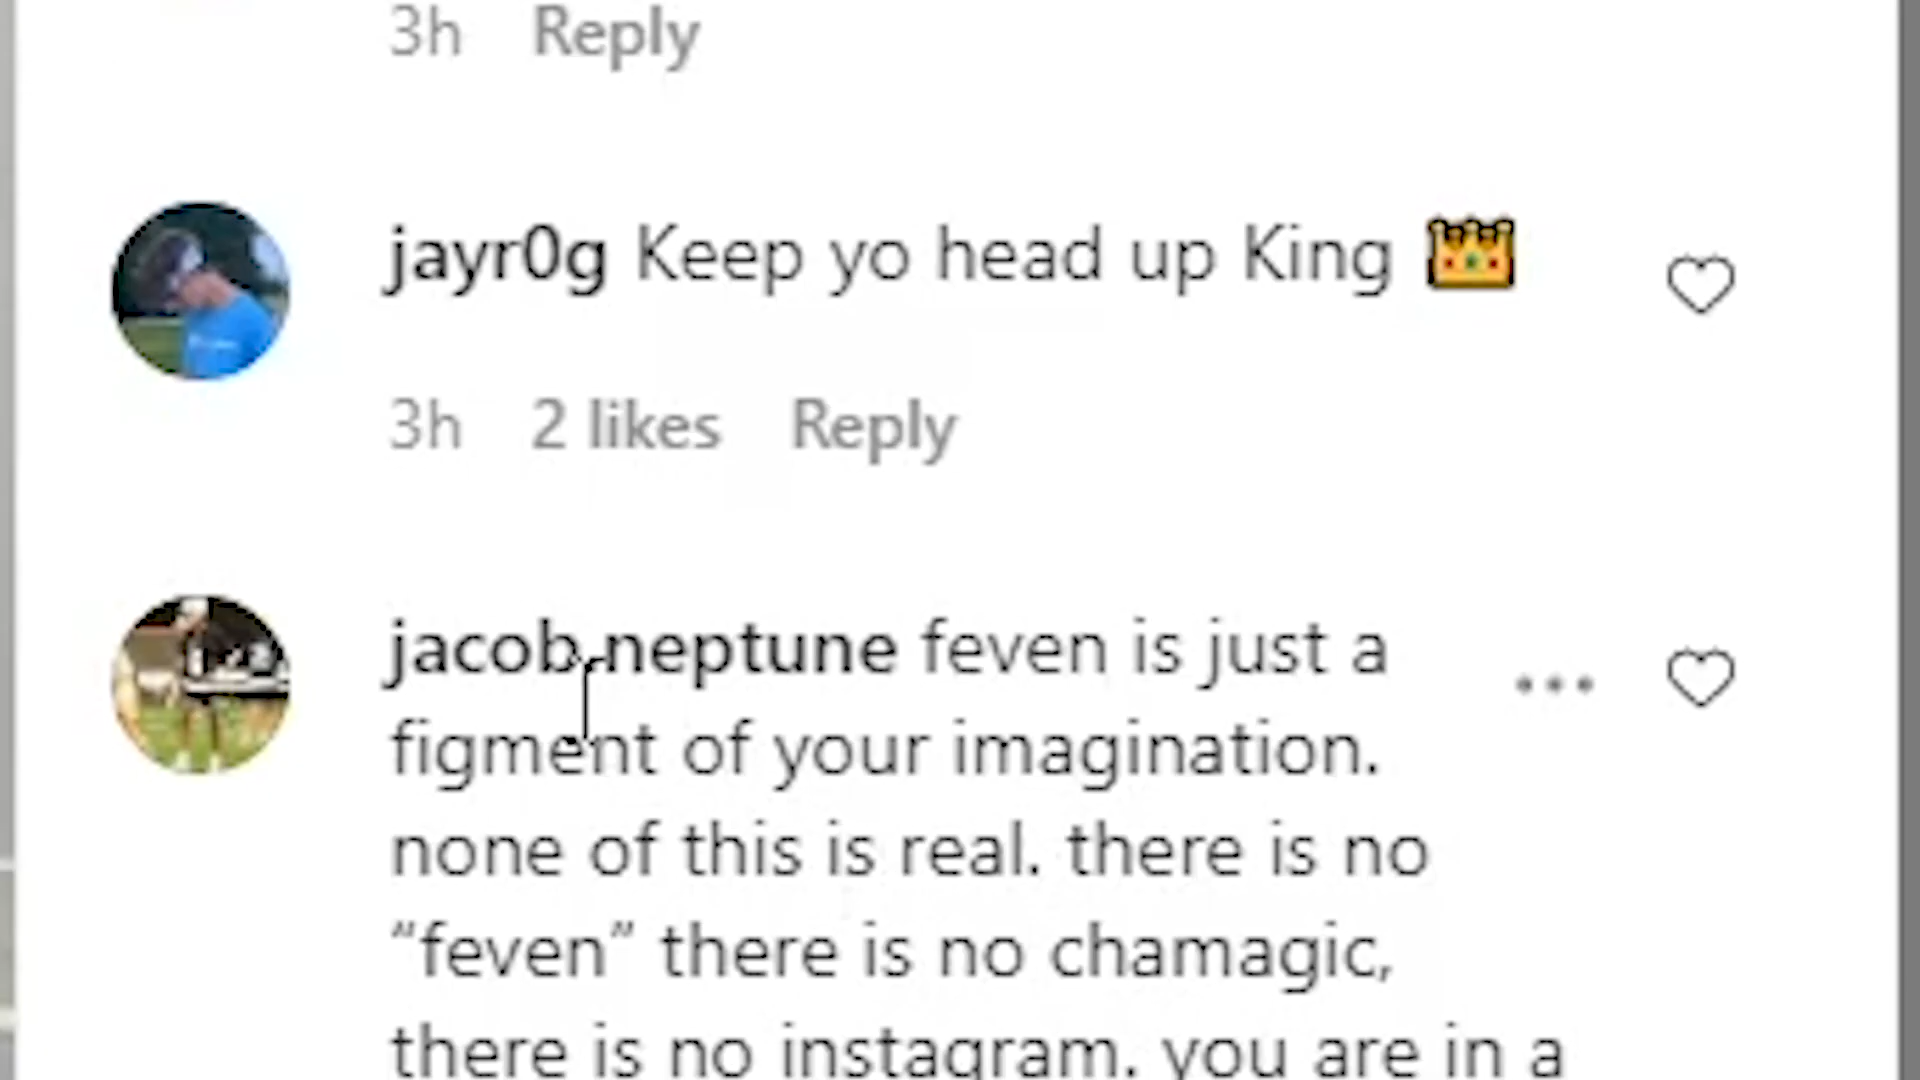 3h Reply
jayr0g Keep yo head up King 👑
3h 2 likes Reply
jacob.neptune feven is just a
figment of your imagination.
none of this is real. there is no
“feven” there is no chamagic,
there is no instagram. you are in a